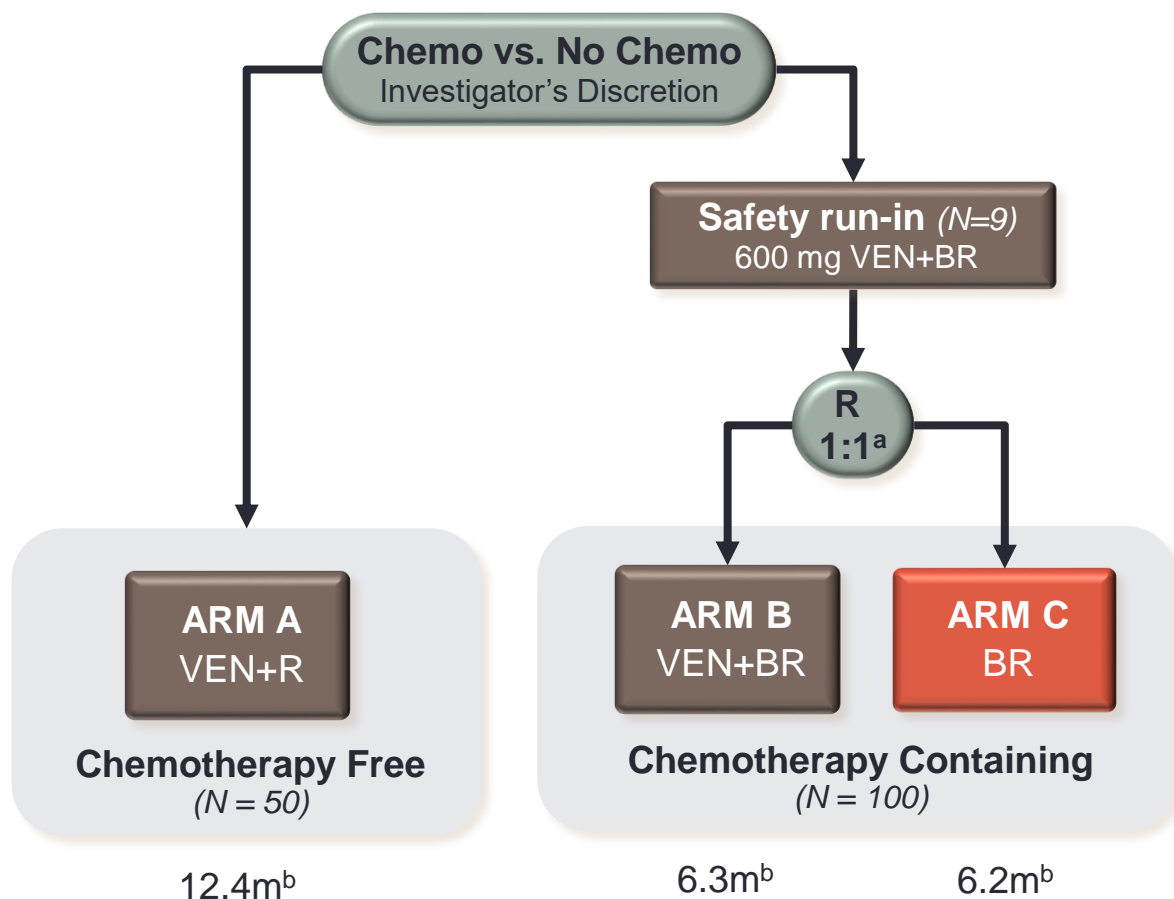 Chemo vs. No Chemo
Investigator’s Discretion
Safety run-in (N=9)
600 mg VEN+BR
R
1:1ᵃ
ARM A
VEN+R
ARM B
VEN+BR
ARM C
BR
Chemotherapy Free
(N = 50)
Chemotherapy Containing
(N = 100)
12.4mᵇ
6.3mᵇ
6.2mᵇ